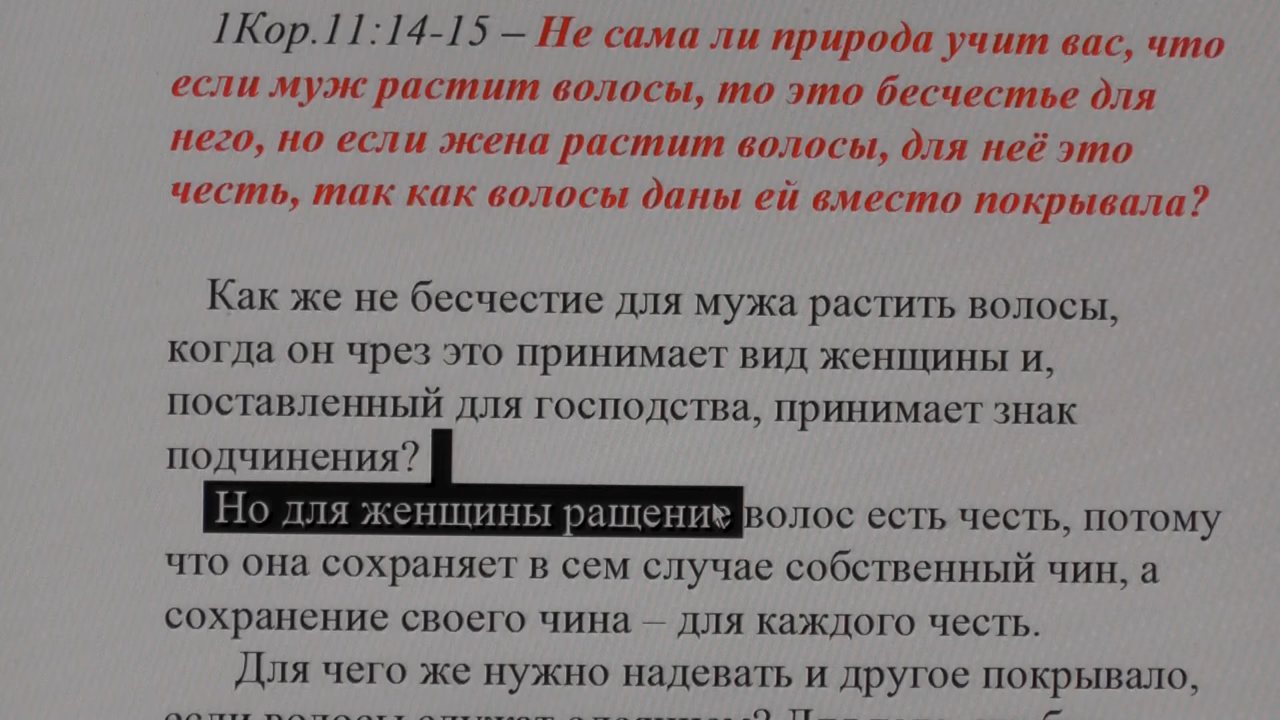 1Кор.11:14-15 – Не сама ли природа учит вас, что
если муж растит волосы, то это бесчестье для
него, но если жена растит волосы, для неё это
честь, так как волосы даны ей вместо покрывала?
Как же не бесчестие для мужа растить волосы,
когда он чрез это принимает вид женщины и,
поставленный для господства, принимает знак
подчинения?
Но для женщины ращение волос есть честь, потому
что она сохраняет в сем случае собственный чин, а
сохранение своего чина – для каждого честь.
Для чего же нужно надевать и другое покрывало,
если волосы служат